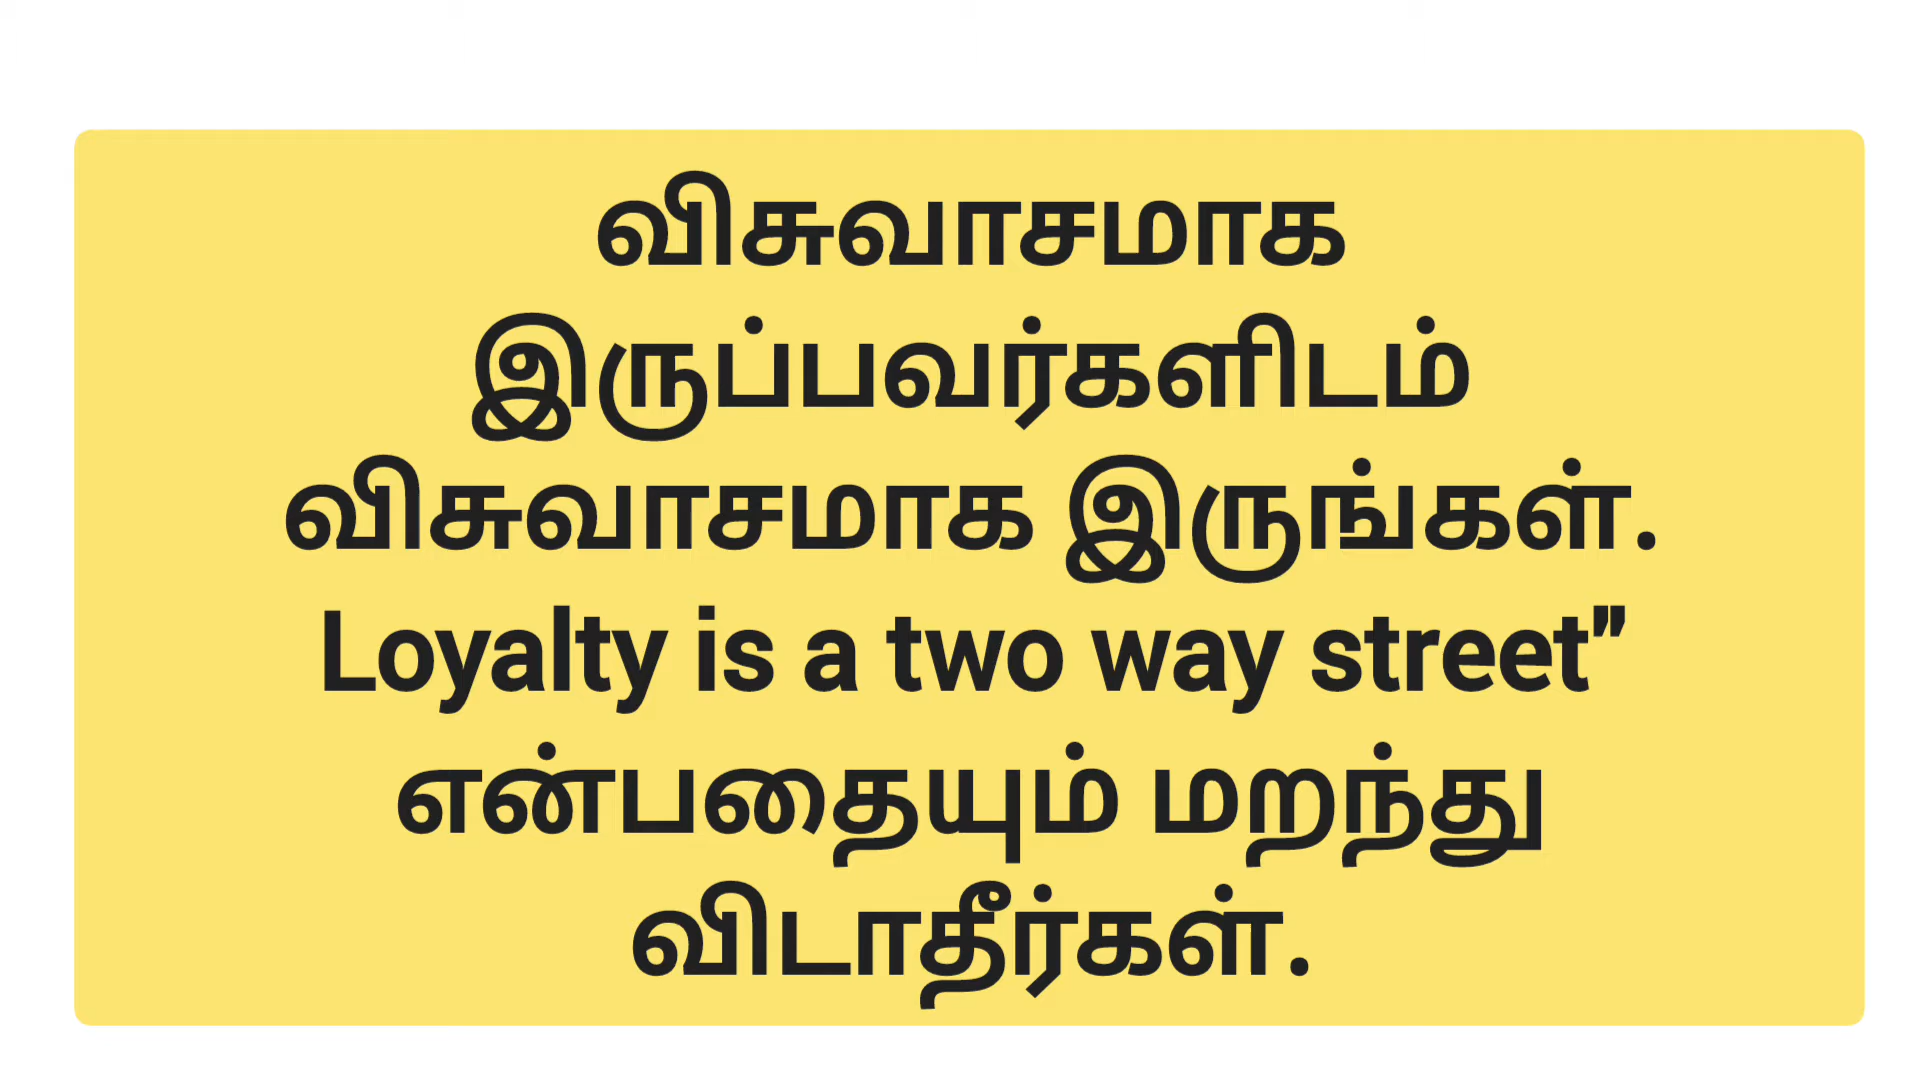 விசுவாசமாக
இருப்பவர்களிடம்
விசுவாசமாக இருங்கள்.
Loyalty is a two way street"
என்பதையும் மறந்து
விடாதீர்கள்.